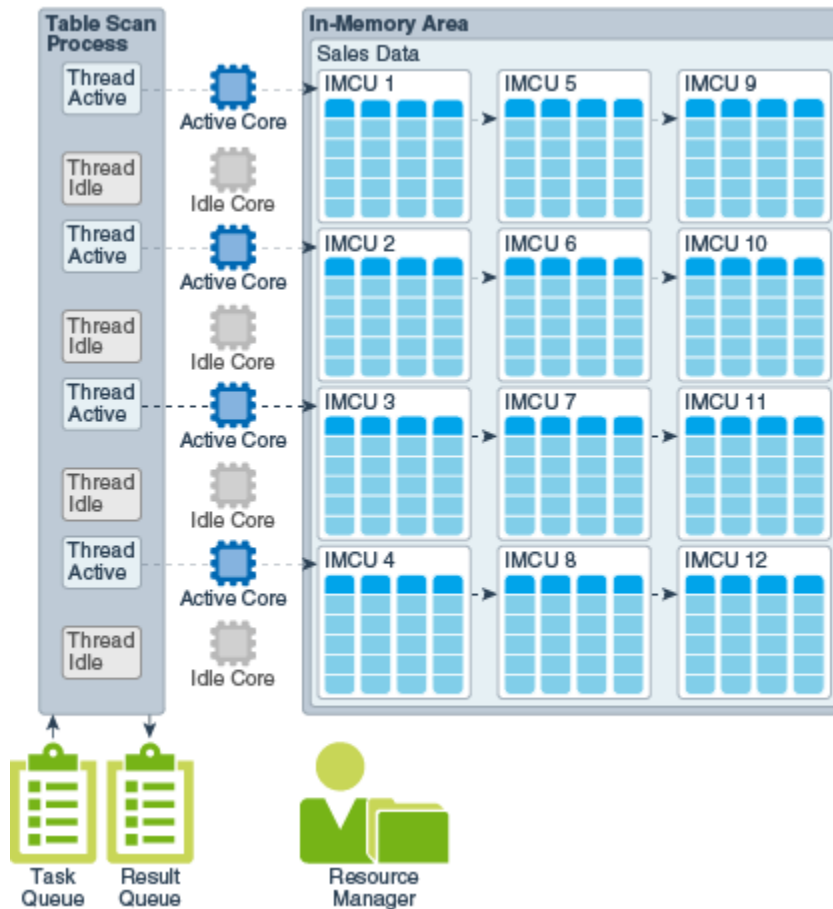 Table Scan
Process
In-Memory Area
Sales Data
Thread
Active
Active Core
IMCU 1
IMCU 5
IMCU 9
Thread
Idle
Idle Core
Thread
Active
Active Core
IMCU 2
IMCU 6
IMCU 10
Thread
Idle
Idle Core
Thread
Active
Active Core
IMCU 3
IMCU 7
IMCU 11
Thread
Idle
Idle Core
Thread
Active
Active Core
IMCU 4
IMCU 8
IMCU 12
Thread
Idle
Idle Core
Task
Queue
Result
Queue
Resource
Manager